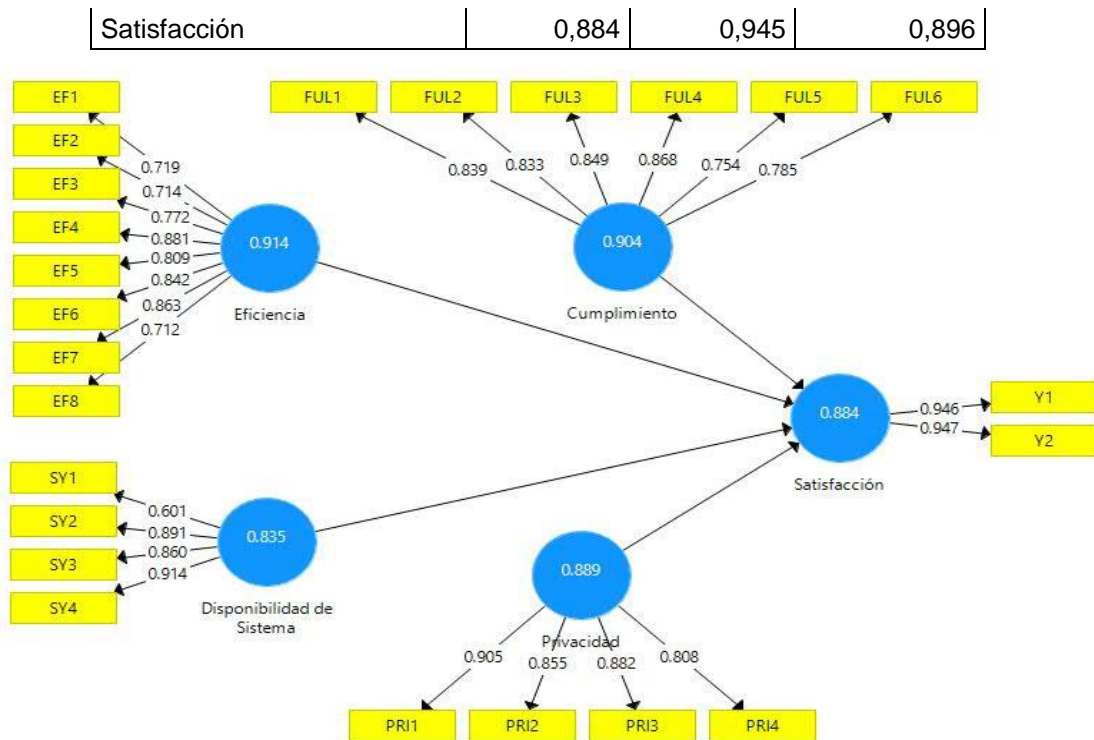 Satisfacción 0,884 0,945 0,896
EF1
EF2
EF3
EF4
EF5
EF6
EF7
EF8
0.719
0.714
0.772
0.881
0.809
0.842
0.863
0.712
0.914
Eficiencia
FUL1 FUL2 FUL3 FUL4 FUL5 FUL6
0.839 0.833 0.849 0.868 0.754 0.785
0.904
Cumplimiento
0.884
Satisfacción
0.946
0.947
Y1
Y2
SY1
SY2
SY3
SY4
0.601
0.891
0.860
0.914
0.835
Disponibilidad de
Sistema
0.889
Privacidad
0.905 0.855 0.882 0.808
PRI1 PRI2 PRI3 PRI4